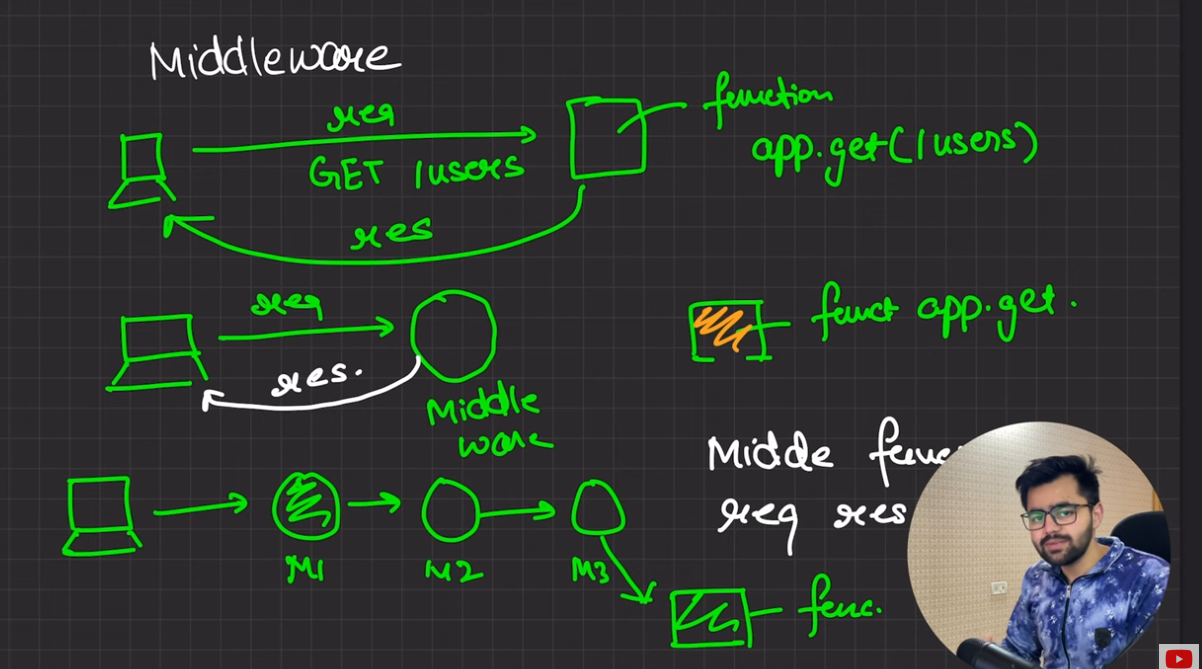 Middleware
req
GET /users
res
function
app.get(/users)
req
res.
Middle
ware
funct app.get.
Midde func
req res
M1
M2
M3
func.